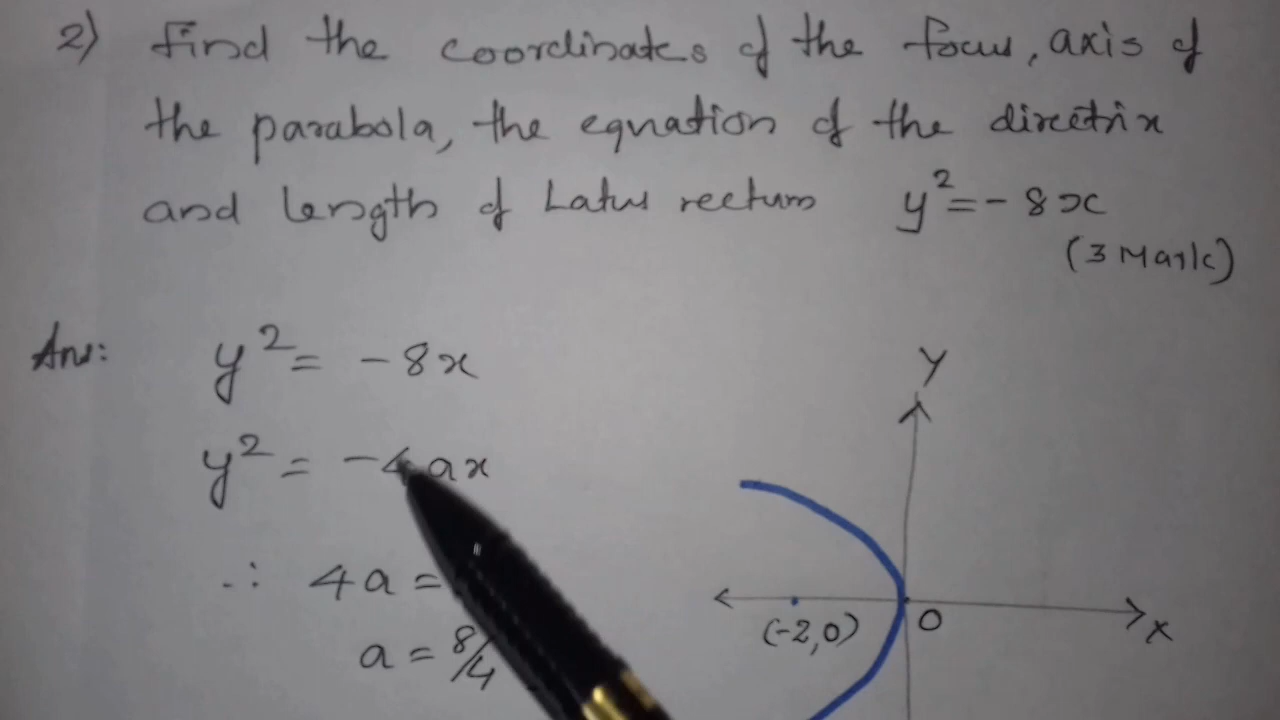 2) Find the coordinates of the focus, axis of
the parabola, the equation of the directrix
and length of Latus rectum y² = - 8x
(3 Mark)
Ans: y² = - 8x
y² = - 4ax
∴ 4a =
a = 8/4
Y
(-2,0) O X